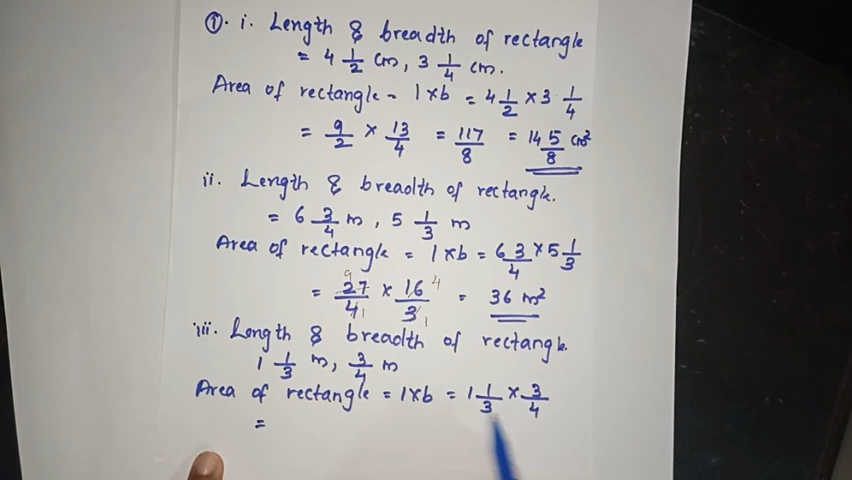 ①. i. Length & breadth of rectangle
= 4 1/2 cm, 3 1/4 cm.
Area of rectangle = l×b = 4 1/2 × 3 1/4
= 9/2 × 13/4 = 117/8 = 14 5/8 cm²
ii. Length & breadth of rectangle.
= 6 3/4 m, 5 1/3 m
Area of rectangle = l×b = 6 3/4 × 5 1/3
= 27/4 × 16/3 = 36 m²
iii. Length & breadth of rectangle.
1 1/3 m, 3/4 m
Area of rectangle = l×b = 1 1/3 × 3/4
=